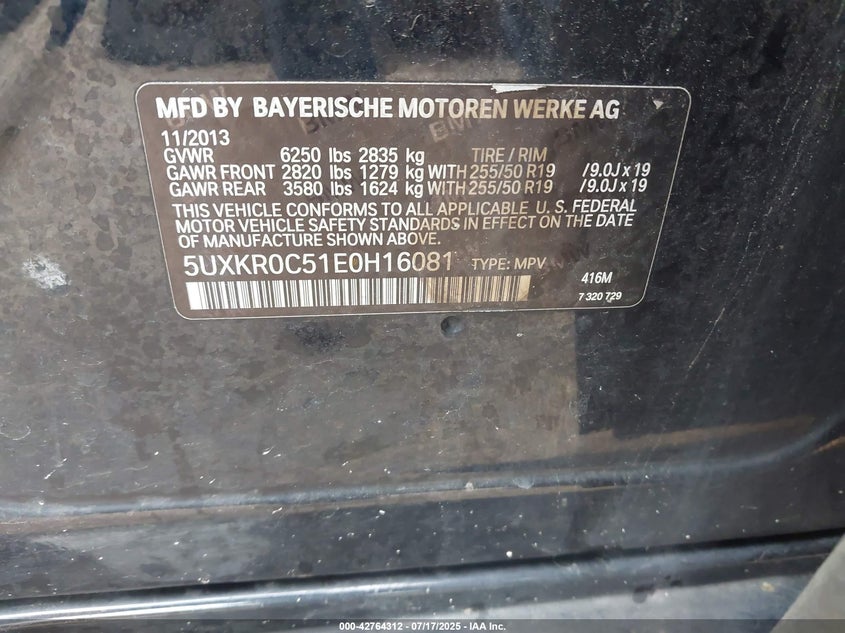 MFD BY BAYERISCHE MOTOREN WERKE AG
11/2013
GVWR 6250 lbs 2835 kg TIRE / RIM
GAWR FRONT 2820 lbs 1279 kg WITH 255/50 R19 /9.0J x 19
GAWR REAR 3580 lbs 1624 kg WITH 255/50 R19 /9.0J x 19
THIS VEHICLE CONFORMS TO ALL APPLICABLE U. S. FEDERAL
MOTOR VEHICLE SAFETY STANDARDS IN EFFECT ON THE DATE
OF MANUFACTURE SHOWN ABOVE.
5UXKR0C51E0H16081 TYPE: MPV
416M
7 320 729
000-42764312 / 07/17/2025 - IAA Inc.